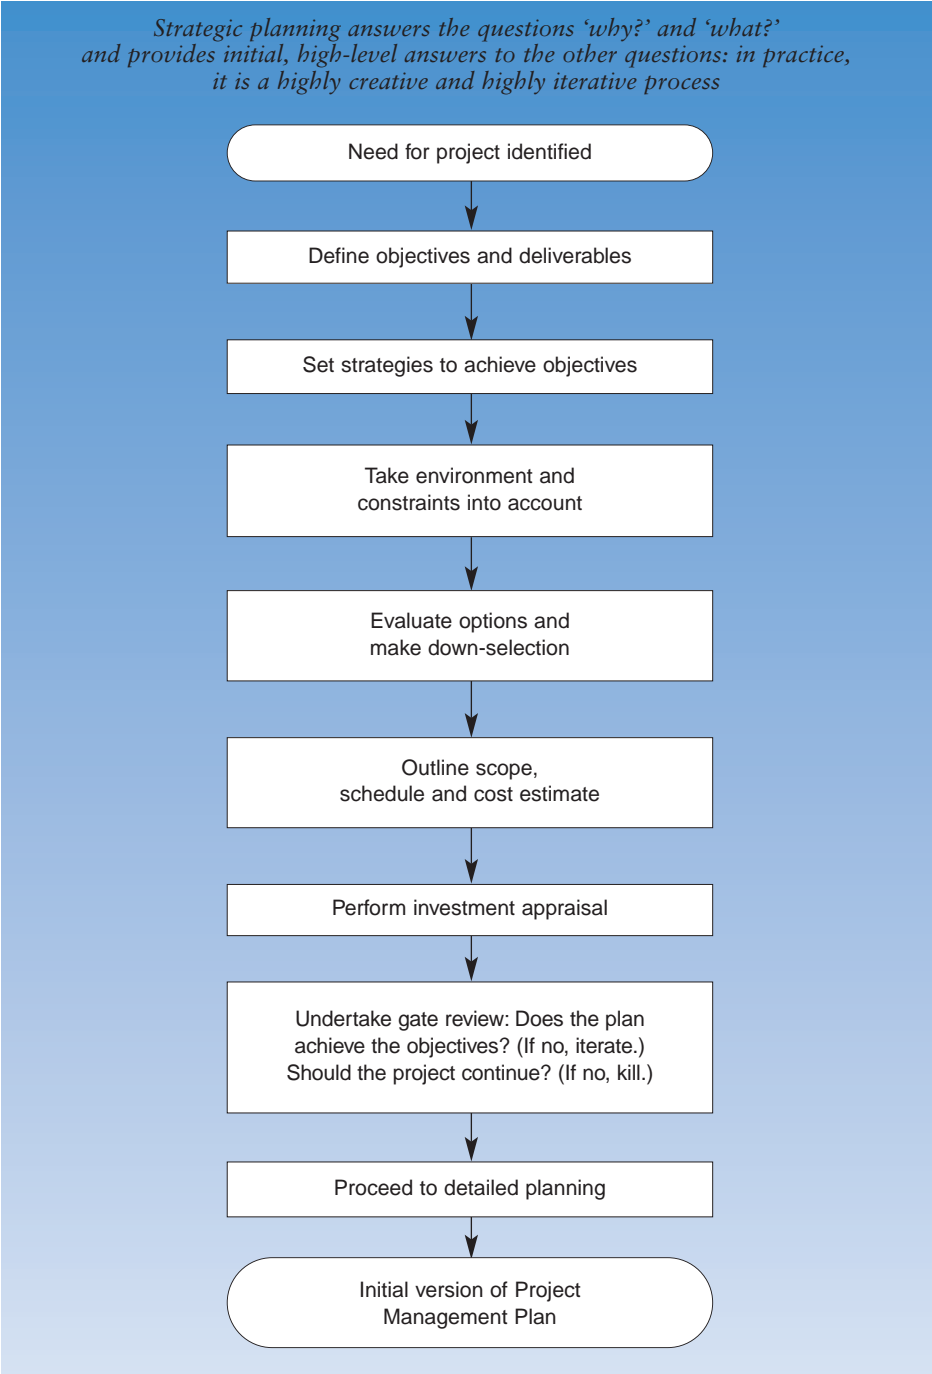 Strategic planning answers the questions ‘why?’ and ‘what?’
and provides initial, high-level answers to the other questions: in practice,
it is a highly creative and highly iterative process
Need for project identified
Define objectives and deliverables
Set strategies to achieve objectives
Take environment and
constraints into account
Evaluate options and
make down-selection
Outline scope,
schedule and cost estimate
Perform investment appraisal
Undertake gate review: Does the plan
achieve the objectives? (If no, iterate.)
Should the project continue? (If no, kill.)
Proceed to detailed planning
Initial version of Project
Management Plan